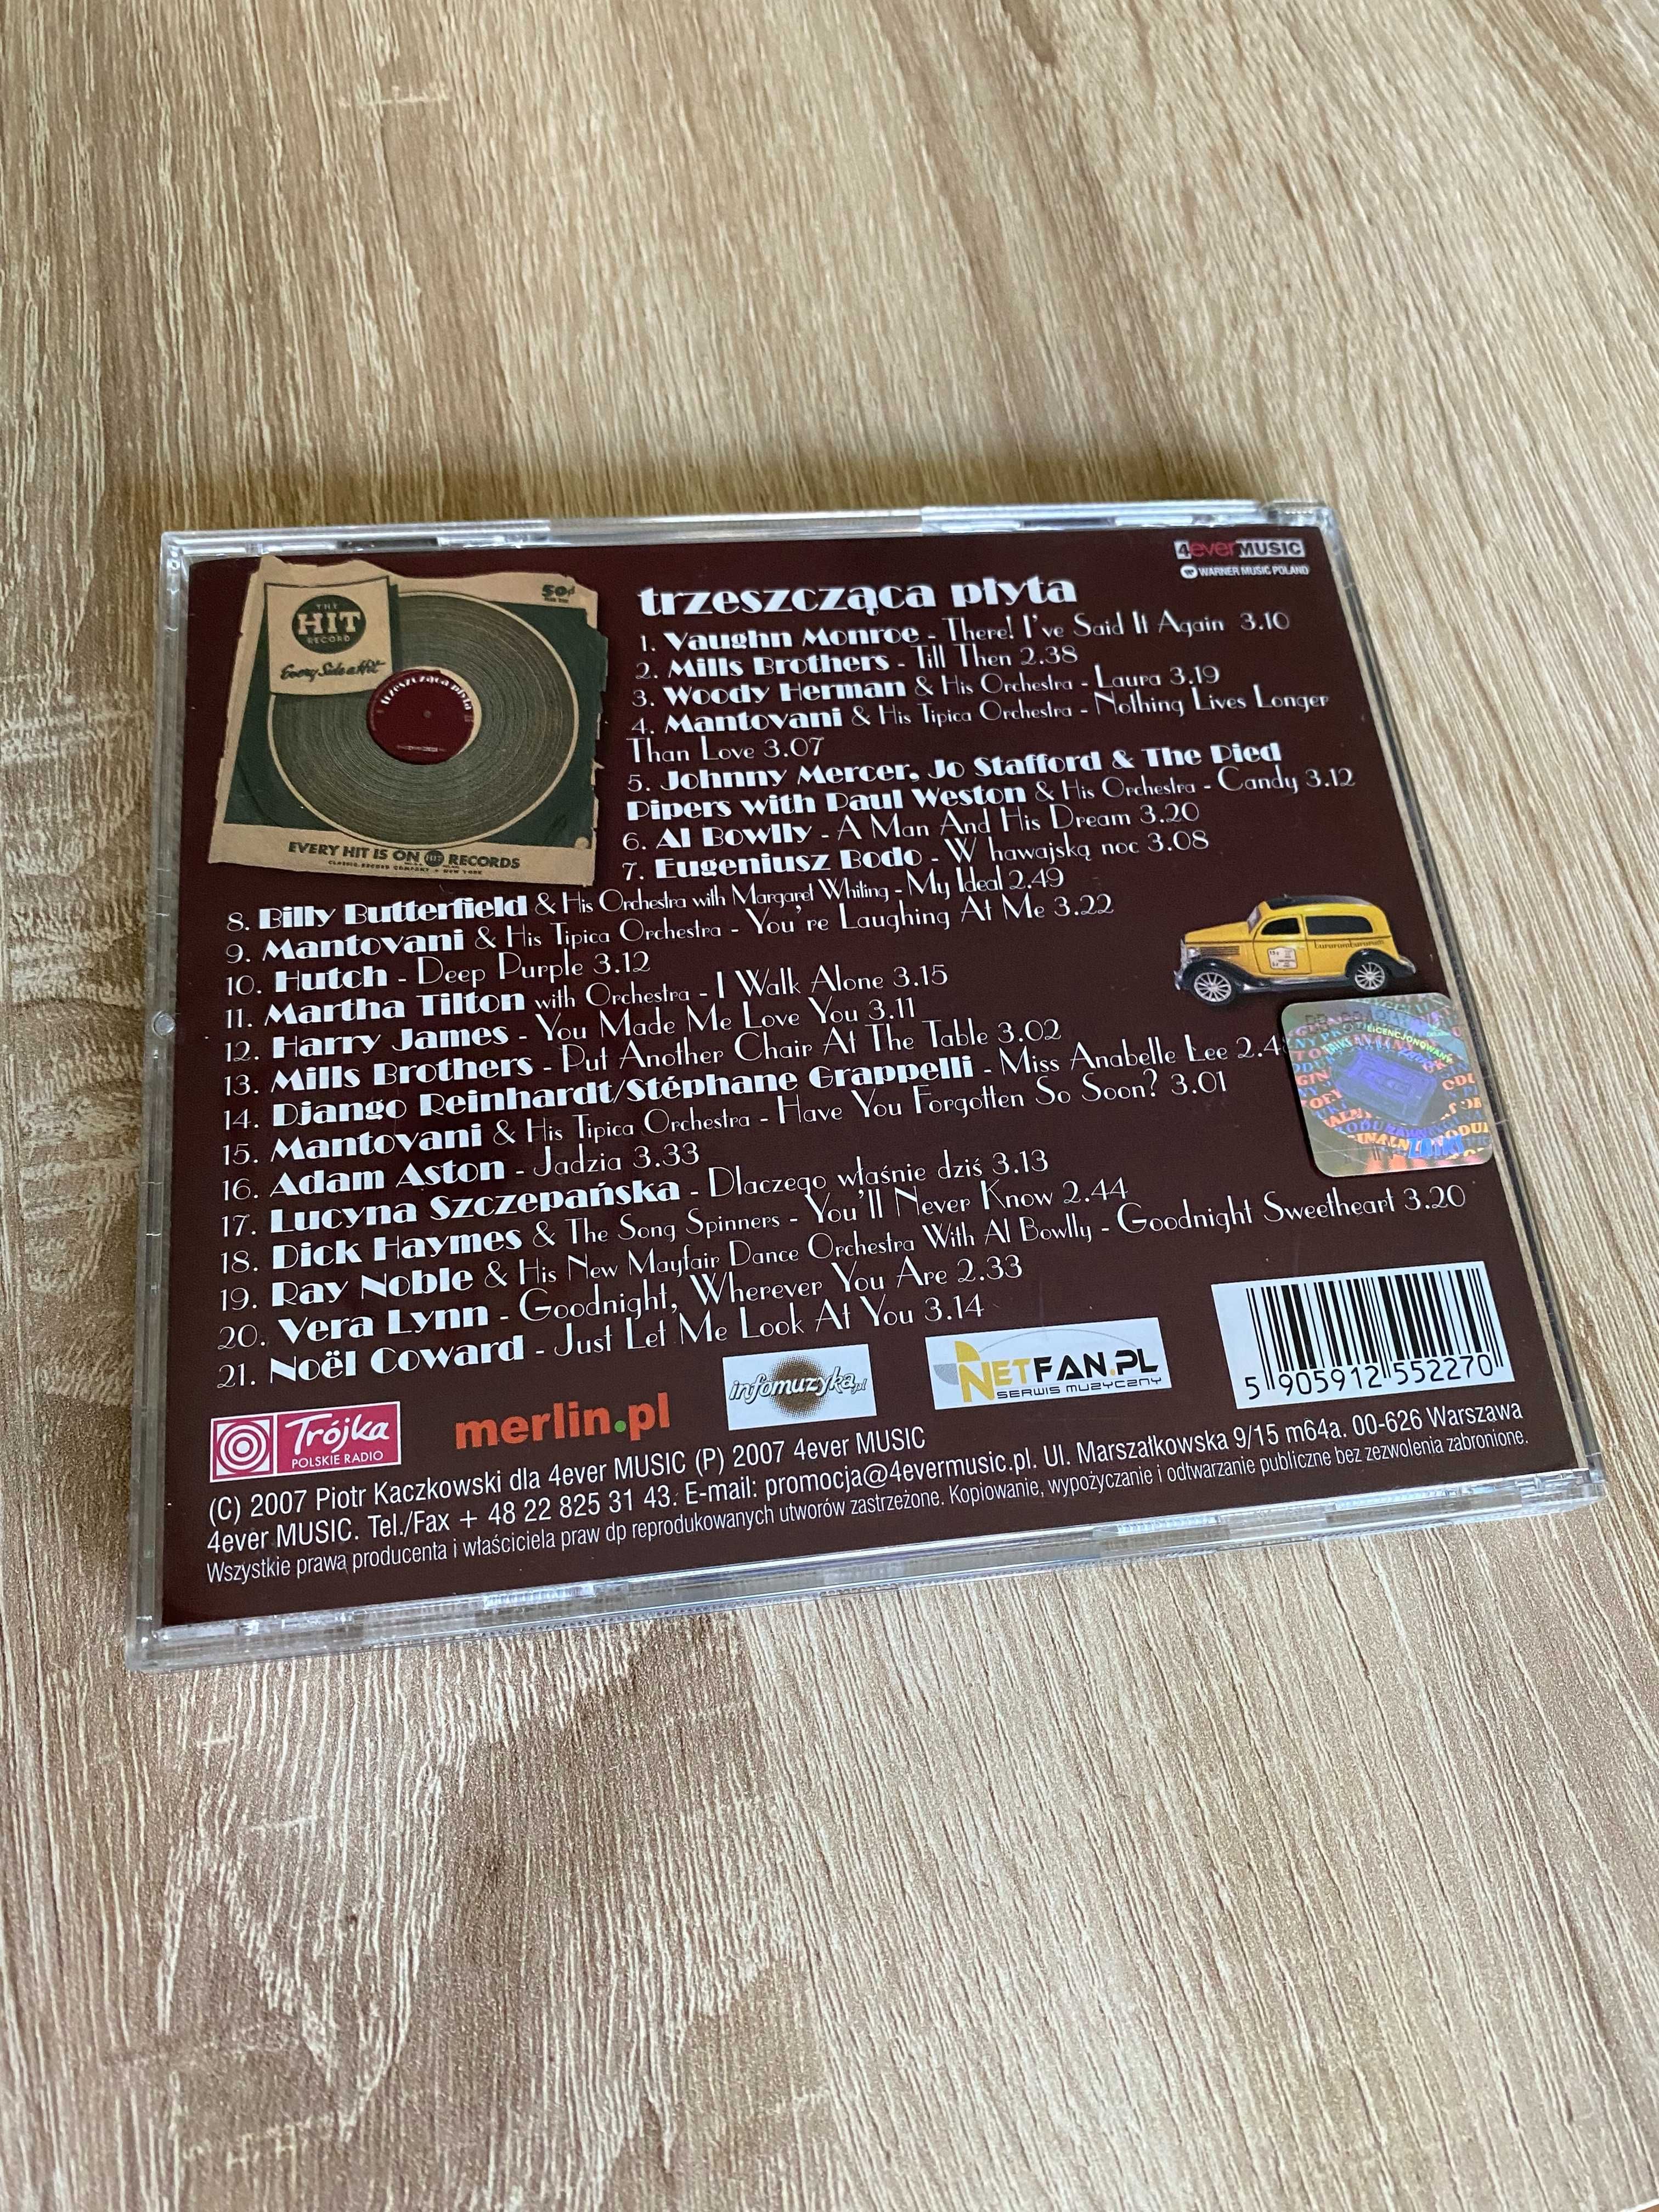 4ever MUSIC
WARNER MUSIC POLAND
THE
HIT
RECORD
Every Side a Hit
50¢
trzeszcząca płyta
EVERY HIT IS ON HIT RECORDS
CLASSIC RECORD COMPANY • NEW YORK
trzeszcząca płyta
1. Vaughn Monroe - There! I've Said It Again 3.10
2. Mills Brothers - Till Then 2.38
3. Woody Herman & His Orchestra - Laura 3.19
4. Mantovani & His Tipica Orchestra - Nothing Lives Longer
Than Love 3.07
5. Johnny Mercer, Jo Stafford & The Pied
Pipers with Paul Weston & His Orchestra - Candy 3.12
6. Al Bowlly - A Man And His Dream 3.20
7. Eugeniusz Bodo - W hawajską noc 3.08
8. Billy Butterfield & His Orchestra with Margaret Whiting - My Ideal 2.49
9. Mantovani & His Tipica Orchestra - You're Laughing At Me 3.22
10. Hutch - Deep Purple 3.12
11. Martha Tilton with Orchestra - I Walk Alone 3.15
12. Harry James - You Made Me Love You 3.11
13. Mills Brothers - Put Another Chair At The Table 3.02
14. Django Reinhardt/Stéphane Grappelli - Miss Anabelle Lee
15. Mantovani & His Tipica Orchestra - Have You Forgotten So Soon? 3.01
16. Adam Aston - Jadzia 3.33
17. Lucyna Szczepańska - Dlaczego właśnie dziś 3.13
18. Dick Haymes & The Song Spinners - You'll Never Know 2.44
19. Ray Noble & His New Mayfair Dance Orchestra With Al Bowlly - Goodnight Sweetheart 3.20
20. Vera Lynn - Goodnight, Wherever You Are 2.33
21. Noël Coward - Just Let Me Look At You 3.14
LICENCJONOWANY
Trójka
POLSKIE RADIO
merlin.pl
infomuzyka.pl
NETFAN.PL
SERWIS MUZYCZNY
5 905912 552270
(C) 2007 Piotr Kaczkowski dla 4ever MUSIC (P) 2007 4ever MUSIC
4ever MUSIC. Tel./Fax + 48 22 825 31 43. E-mail: promocja@4evermusic.pl. Ul. Marszałkowska 9/15 m64a. 00-626 Warszawa
Wszystkie prawa producenta i właściciela praw dp reprodukowanych utworów zastrzeżone. Kopiowanie, wypożyczanie i odtwarzanie publiczne bez zezwolenia zabronione.